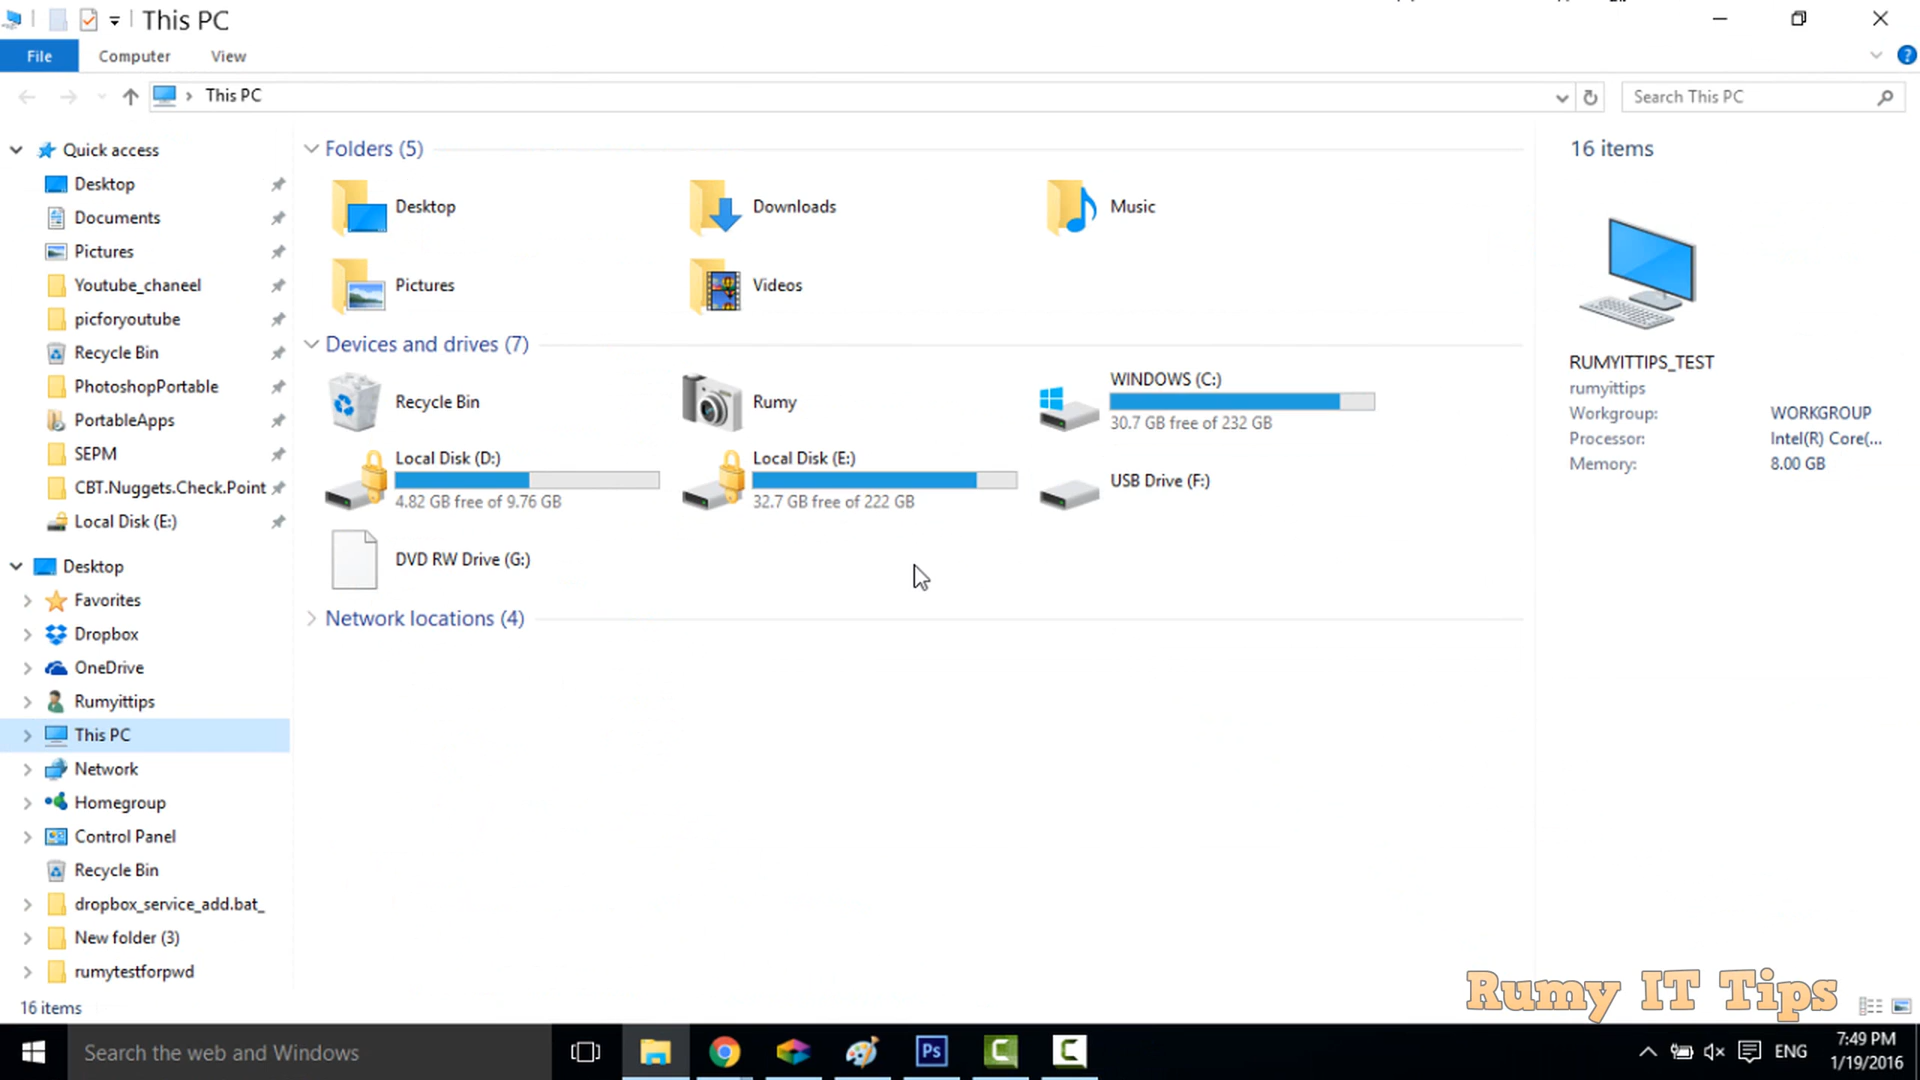 This PC
File
Computer
View
This PC
Search This PC
Quick access
Desktop
Documents
Pictures
Youtube_chaneel
picforyoutube
Recycle Bin
PhotoshopPortable
PortableApps
SEPM
CBT.Nuggets.Check.Point
Local Disk (E:)
Desktop
Favorites
Dropbox
OneDrive
Rumyittips
This PC
Network
Homegroup
Control Panel
Recycle Bin
dropbox_service_add.bat_
New folder (3)
rumytestforpwd
Folders (5)
Desktop
Downloads
Music
Pictures
Videos
Devices and drives (7)
Recycle Bin
Rumy
WINDOWS (C:)
30.7 GB free of 232 GB
Local Disk (D:)
4.82 GB free of 9.76 GB
Local Disk (E:)
32.7 GB free of 222 GB
USB Drive (F:)
DVD RW Drive (G:)
Network locations (4)
16 items
RUMYITTIPS_TEST
rumyittips
Workgroup: WORKGROUP
Processor: Intel(R) Core(...
Memory: 8.00 GB
Rumy IT Tips
16 items
Search the web and Windows
Ps
C
C
ENG
7:49 PM
1/19/2016